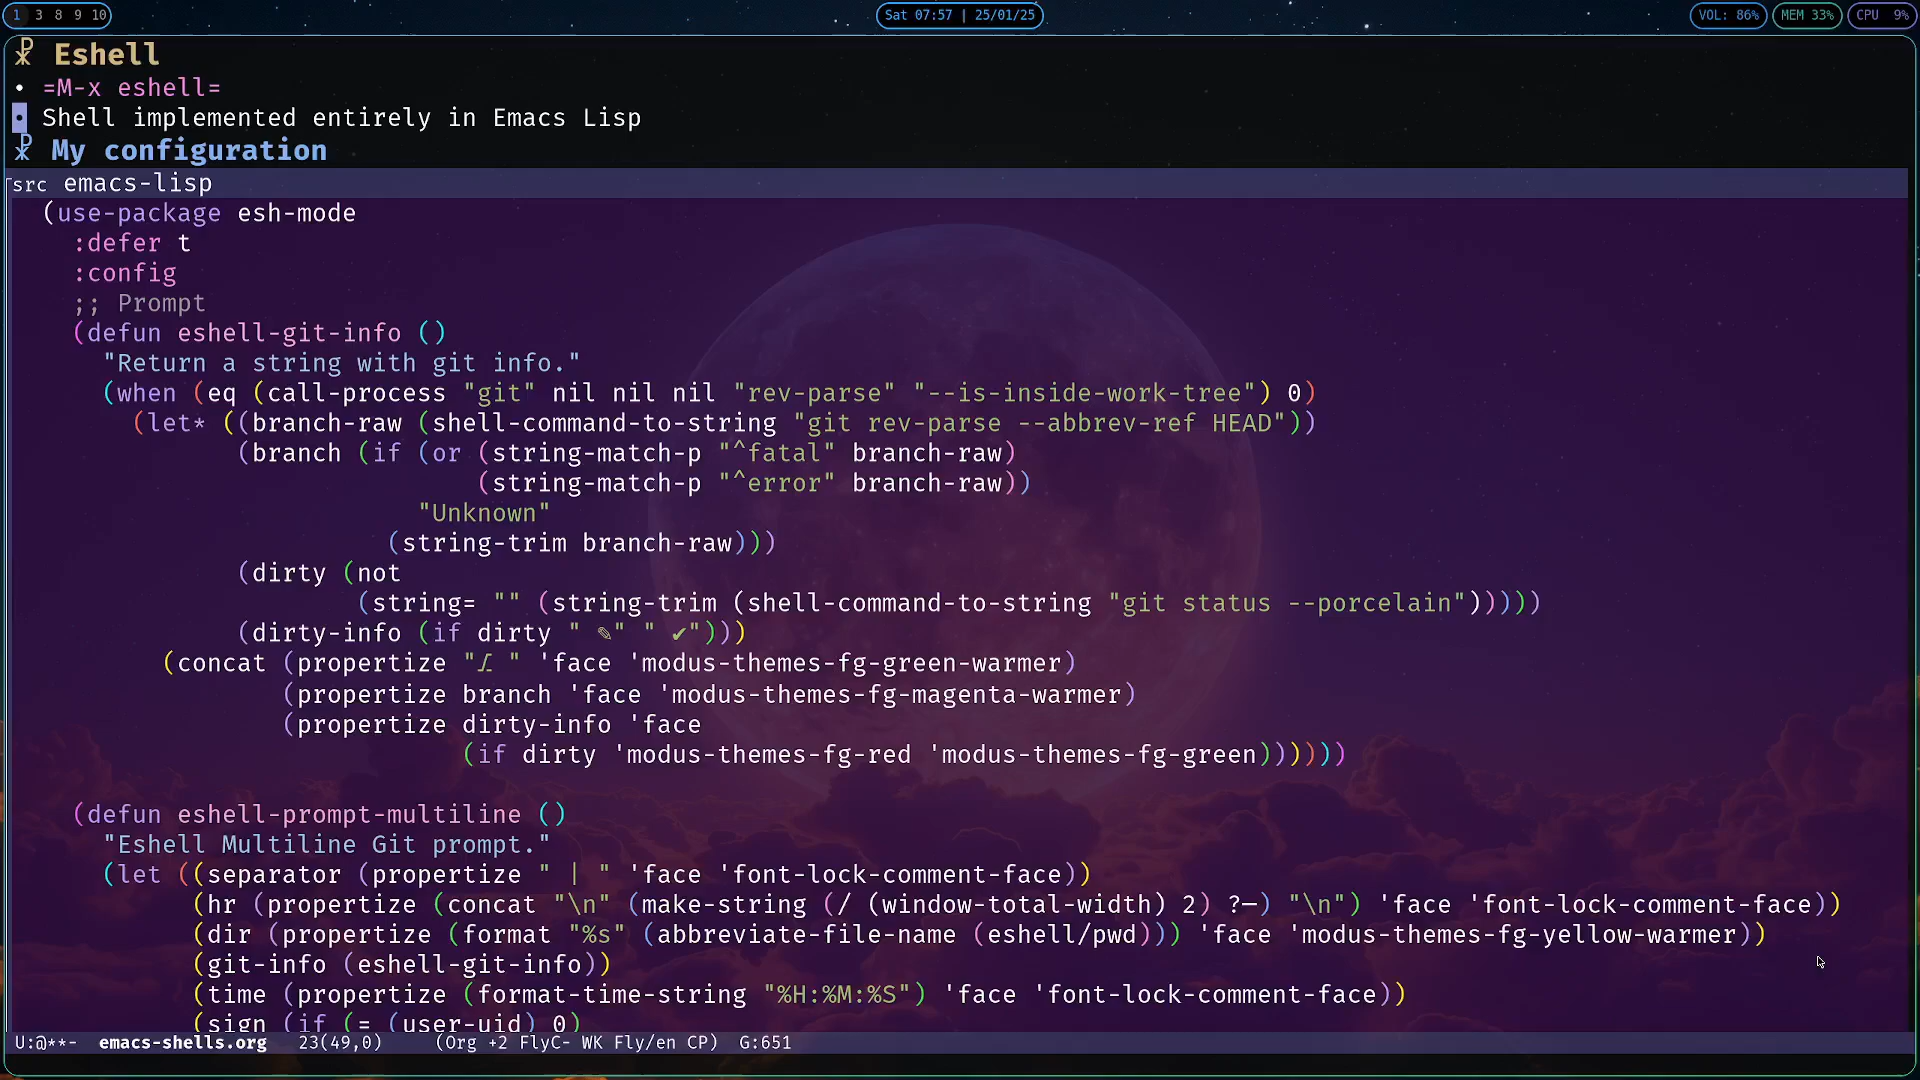 1 3 8 9 10
Sat 07:57 | 25/01/25
VOL: 86% MEM 33% CPU 9%
Eshell
• =M-x eshell=
• Shell implemented entirely in Emacs Lisp
My configuration
src emacs-lisp
(use-package esh-mode
:defer t
:config
;; Prompt
(defun eshell-git-info ()
"Return a string with git info."
(when (eq (call-process "git" nil nil nil "rev-parse" "--is-inside-work-tree") 0)
(let* ((branch-raw (shell-command-to-string "git rev-parse --abbrev-ref HEAD"))
(branch (if (or (string-match-p "^fatal" branch-raw)
(string-match-p "^error" branch-raw))
"Unknown"
(string-trim branch-raw)))
(dirty (not
(string= "" (string-trim (shell-command-to-string "git status --porcelain")))))
(dirty-info (if dirty " ✎" " ✔")))
(concat (propertize "⎇ " 'face 'modus-themes-fg-green-warmer)
(propertize branch 'face 'modus-themes-fg-magenta-warmer)
(propertize dirty-info 'face
(if dirty 'modus-themes-fg-red 'modus-themes-fg-green))))))
(defun eshell-prompt-multiline ()
"Eshell Multiline Git prompt."
(let ((separator (propertize " | " 'face 'font-lock-comment-face))
(hr (propertize (concat "\n" (make-string (/ (window-total-width) 2) ?─) "\n") 'face 'font-lock-comment-face))
(dir (propertize (format "%s" (abbreviate-file-name (eshell/pwd))) 'face 'modus-themes-fg-yellow-warmer))
(git-info (eshell-git-info))
(time (propertize (format-time-string "%H:%M:%S") 'face 'font-lock-comment-face))
(sign (if (= (user-uid) 0)
U:@**- emacs-shells.org 23(49,0) (Org +2 FlyC- WK Fly/en CP) G:651